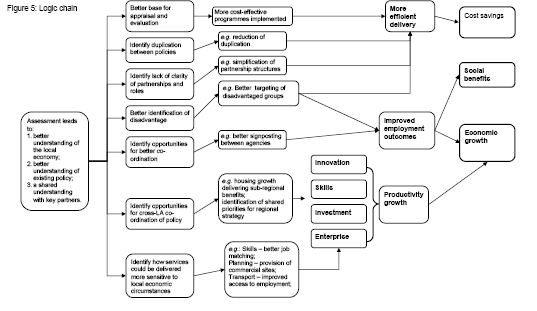 Figure 5: Logic chain
Assessment leads
to:
1. better
understanding of
the local
economy;
2. better
understanding of
existing policy;
3. a shared
understanding
with key partners.
Better base for
appraisal and
evaluation
Identify duplication
between policies
Identify lack of clarity
of partnerships and
roles
Better identification of
disadvantage
Identify opportunities
for better co-
ordination
Identify opportunities
for cross-LA co-
ordination of policy
Identify how services
could be delivered
more sensitive to
local economic
circumstances
More cost-effective
programmes implemented
e.g. reduction of
duplication
e.g. simplification of
partnership structures
e.g. Better targeting of
disadvantaged groups
e.g. better signposting
between agencies
e.g. housing growth
delivering sub-regional
benefits;
identification of shared
priorities for regional
strategy
e.g.: Skills – better job
matching;
Planning – provision of
commercial sites;
Transport – improved
access to employment;
Innovation
Skills
Investment
Enterprise
More
efficient
delivery
Improved
employment
outcomes
Productivity
growth
Cost savings
Social
benefits
Economic
growth